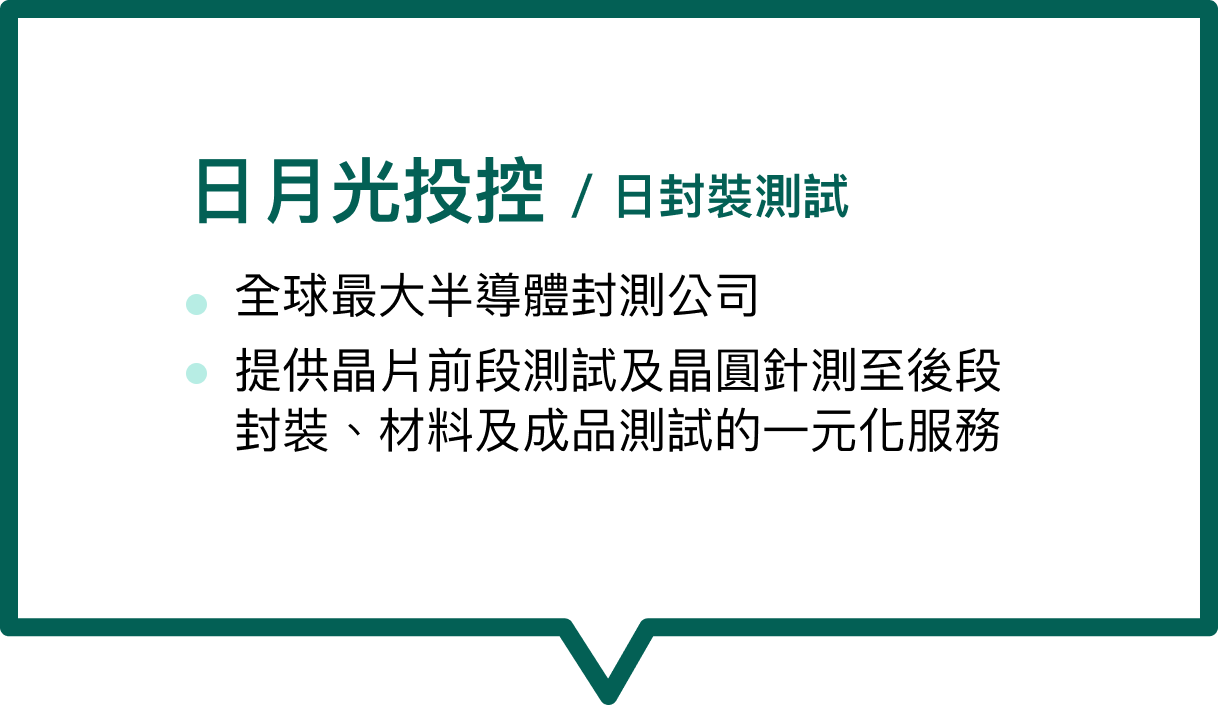 日月光投控 / 日封裝測試
全球最大半導體封測公司
提供晶片前段測試及晶圓針測至後段
封裝、材料及成品測試的一元化服務